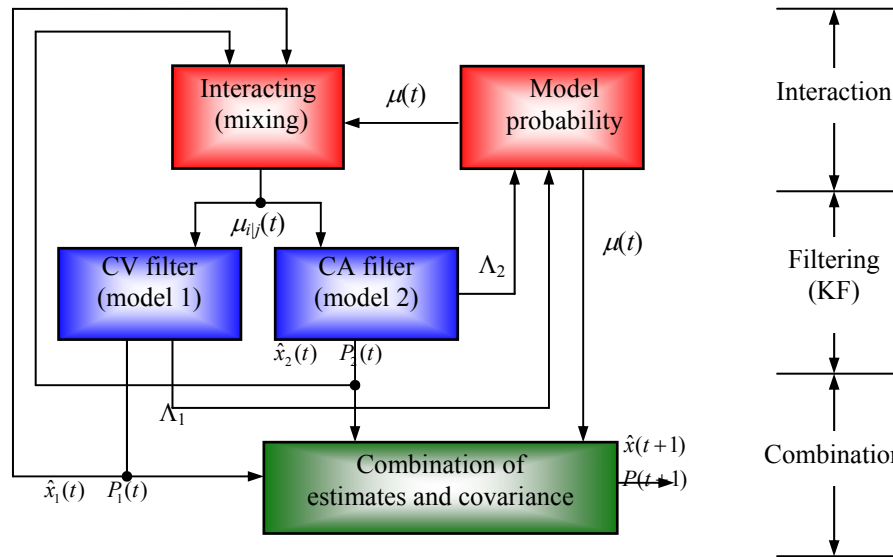 Interacting
(mixing)
μ(t)
Model
probability
Interaction
μ_{i|j}(t)
μ(t)
CV filter
(model 1)
CA filter
(model 2)
Λ₂
Filtering
(KF)
x̂₂(t) P₂(t)
Λ₁
Combination of
estimates and covariance
x̂(t+1)
P(t+1)
Combination
x̂₁(t) P₁(t)